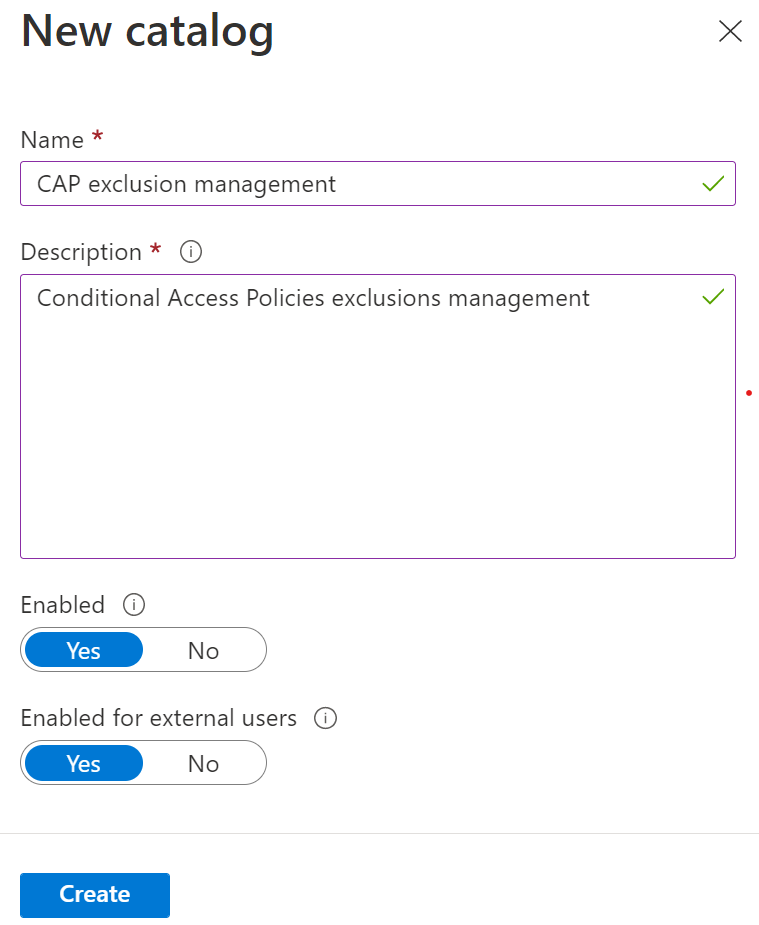 New catalog
Name *
CAP exclusion management
Description *
Conditional Access Policies exclusions management
Enabled
Yes No
Enabled for external users
Yes No
Create